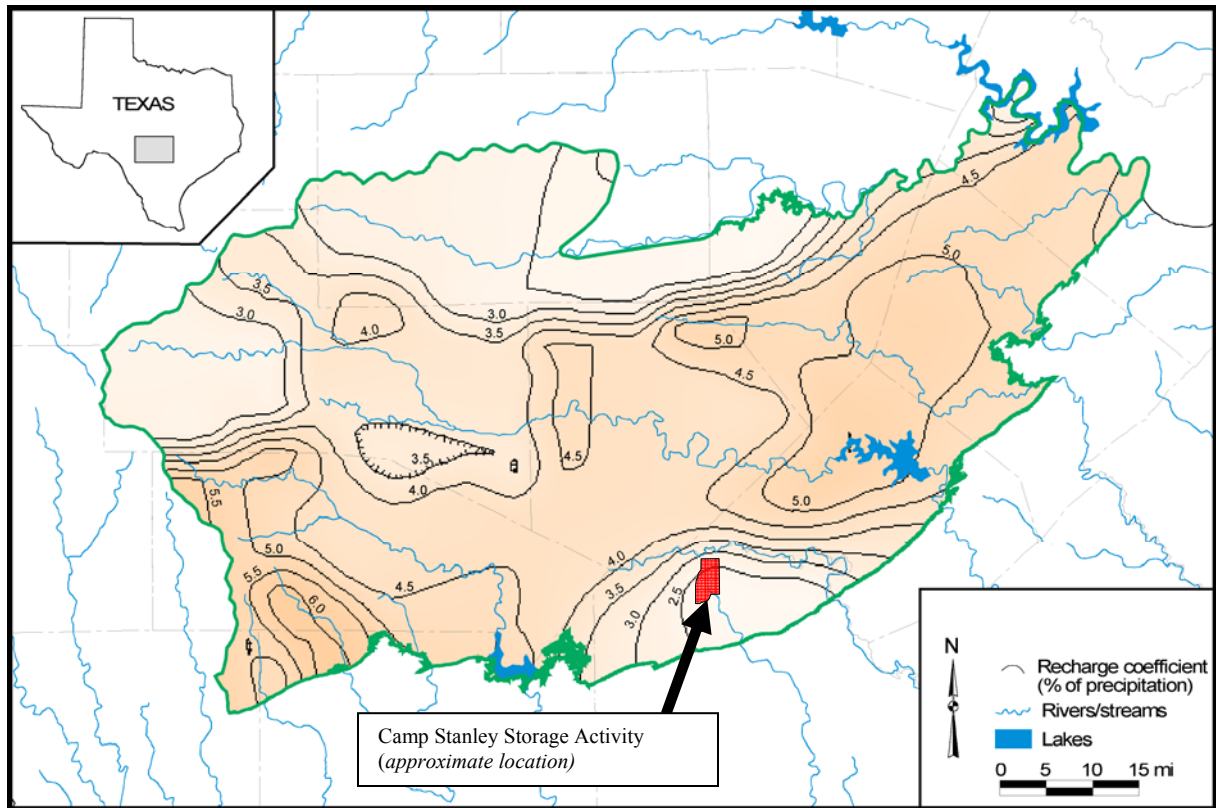 TEXAS
4.5
5.0
3.5
3.0
3.0
3.5
4.0
5.0
4.5
3.5
4.5
4.0
5.5
5.0
5.0
4.0
5.5
4.5
3.5
6.0
2.5
3.0
N
Recharge coefficient
(% of precipitation)
Rivers/streams
Lakes
0 5 10 15 mi
Camp Stanley Storage Activity
(approximate location)